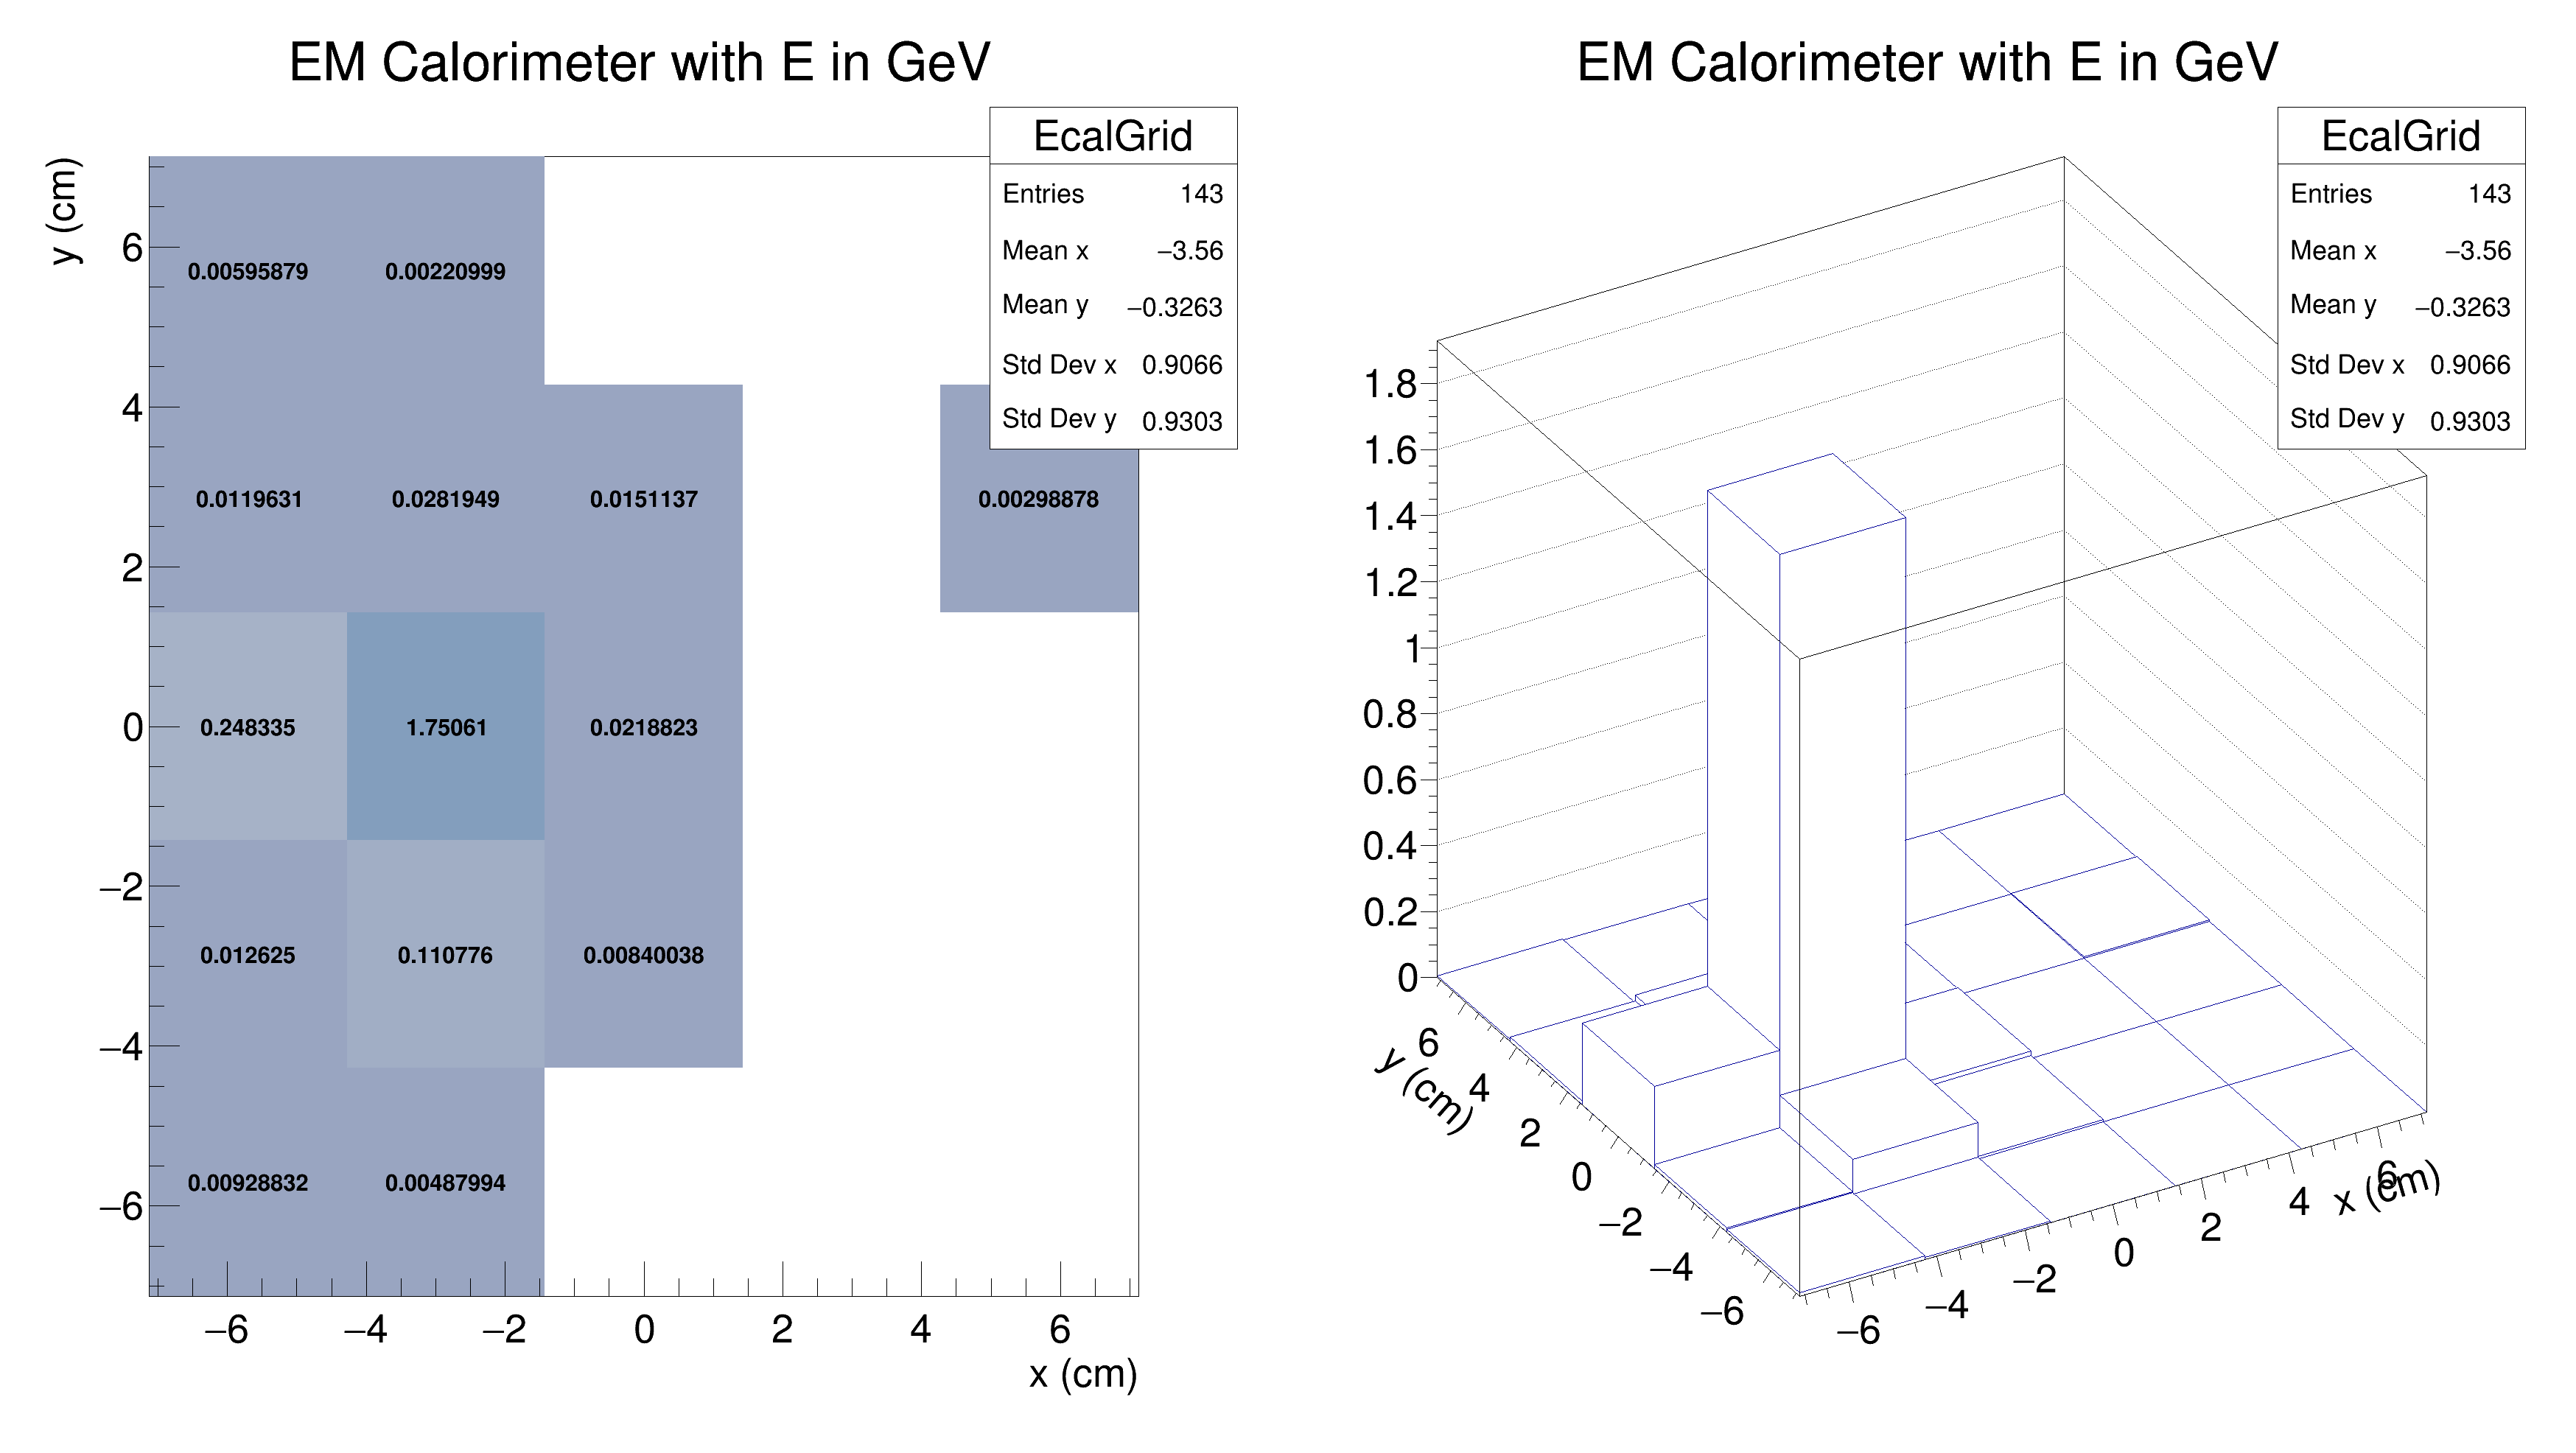 EM Calorimeter with E in GeV
EcalGrid
Entries 143
Mean x −3.56
Mean y −0.3263
Std Dev x 0.9066
Std Dev y 0.9303
y (cm)
6
4
2
0
−2
−4
−6
0.00595879 0.00220999
0.0119631 0.0281949 0.0151137 0.00298878
0.248335 1.75061 0.0218823
0.012625 0.110776 0.00840038
0.00928832 0.00487994
−6 −4 −2 0 2 4 6
x (cm)
EM Calorimeter with E in GeV
EcalGrid
Entries 143
Mean x −3.56
Mean y −0.3263
Std Dev x 0.9066
Std Dev y 0.9303
1.8
1.6
1.4
1.2
1
0.8
0.6
0.4
0.2
0
y (cm)
6
4
2
0
−2
−4
−6
−6 −4 −2 0 2 4 6
x (cm)